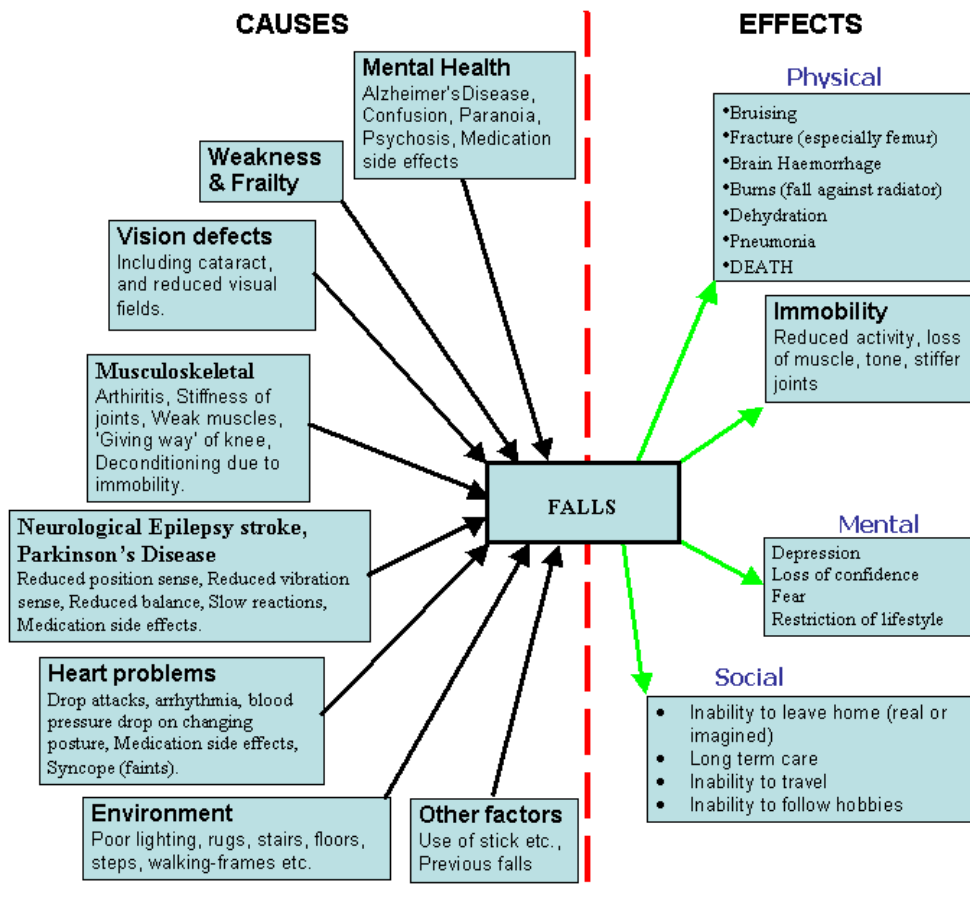 CAUSES
EFFECTS
Mental Health
Alzheimer's Disease,
Confusion, Paranoia,
Psychosis, Medication
side effects
Weakness
& Frailty
Vision defects
Including cataract,
and reduced visual
fields.
Musculoskeletal
Arthiritis, Stiffness of
joints, Weak muscles,
'Giving way' of knee,
Deconditioning due to
immobility.
Neurological Epilepsy stroke,
Parkinson's Disease
Reduced position sense, Reduced vibration
sense, Reduced balance, Slow reactions,
Medication side effects.
Heart problems
Drop attacks, arrhythmia, blood
pressure drop on changing
posture, Medication side effects,
Syncope (faints).
Environment
Poor lighting, rugs, stairs, floors,
steps, walking-frames etc.
Other factors
Use of stick etc.,
Previous falls
FALLS
Physical
•Bruising
•Fracture (especially femur)
•Brain Haemorrhage
•Burns (fall against radiator)
•Dehydration
•Pneumonia
•DEATH
Immobility
Reduced activity, loss
of muscle, tone, stiffer
joints
Mental
Depression
Loss of confidence
Fear
Restriction of lifestyle
Social
• Inability to leave home (real or
imagined)
• Long term care
• Inability to travel
• Inability to follow hobbies